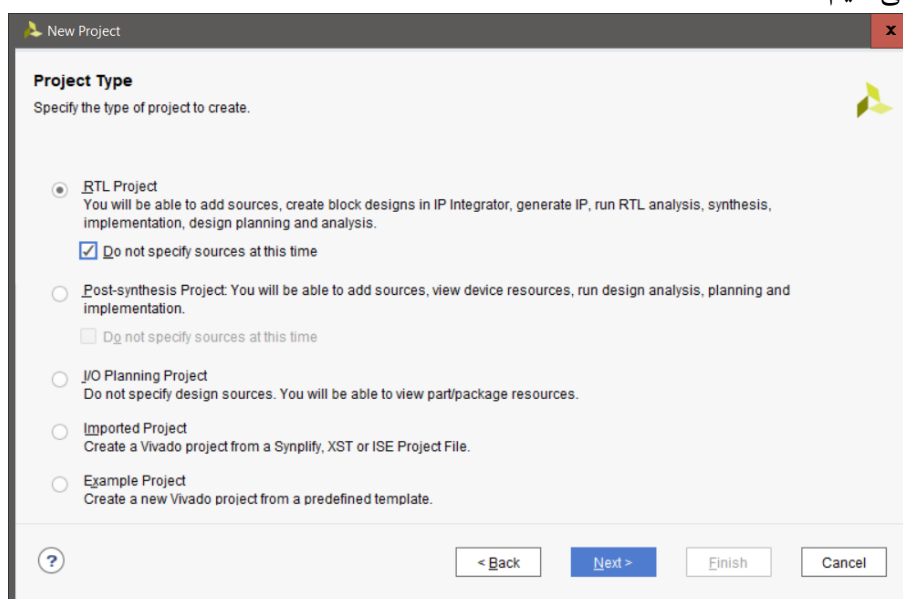 New Project
Project Type
Specify the type of project to create.
RTL Project
You will be able to add sources, create block designs in IP Integrator, generate IP, run RTL analysis, synthesis,
implementation, design planning and analysis.
Do not specify sources at this time
Post-synthesis Project: You will be able to add sources, view device resources, run design analysis, planning and
implementation.
Do not specify sources at this time
I/O Planning Project
Do not specify design sources. You will be able to view part/package resources.
Imported Project
Create a Vivado project from a Synplify, XST or ISE Project File.
Example Project
Create a new Vivado project from a predefined template.
?
< Back
Next >
Finish
Cancel